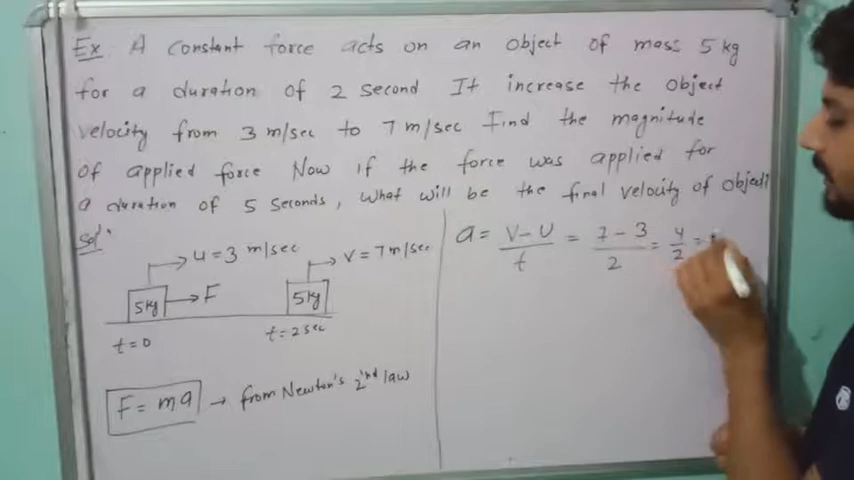 Ex A constant force acts on an object of mass 5 kg
for a duration of 2 second It increase the object
velocity from 3 m/sec to 7 m/sec Find the magnitude
of applied force Now if the force was applied for
a duration of 5 seconds, what will be the final velocity of object?
Sol.
u = 3 m/sec
v = 7 m/sec
5kg → F
5kg
t = 0
t = 2 sec
F = ma → from Newton's 2nd law
a = V - U / t = 7 - 3 / 2 = 4 / 2 =